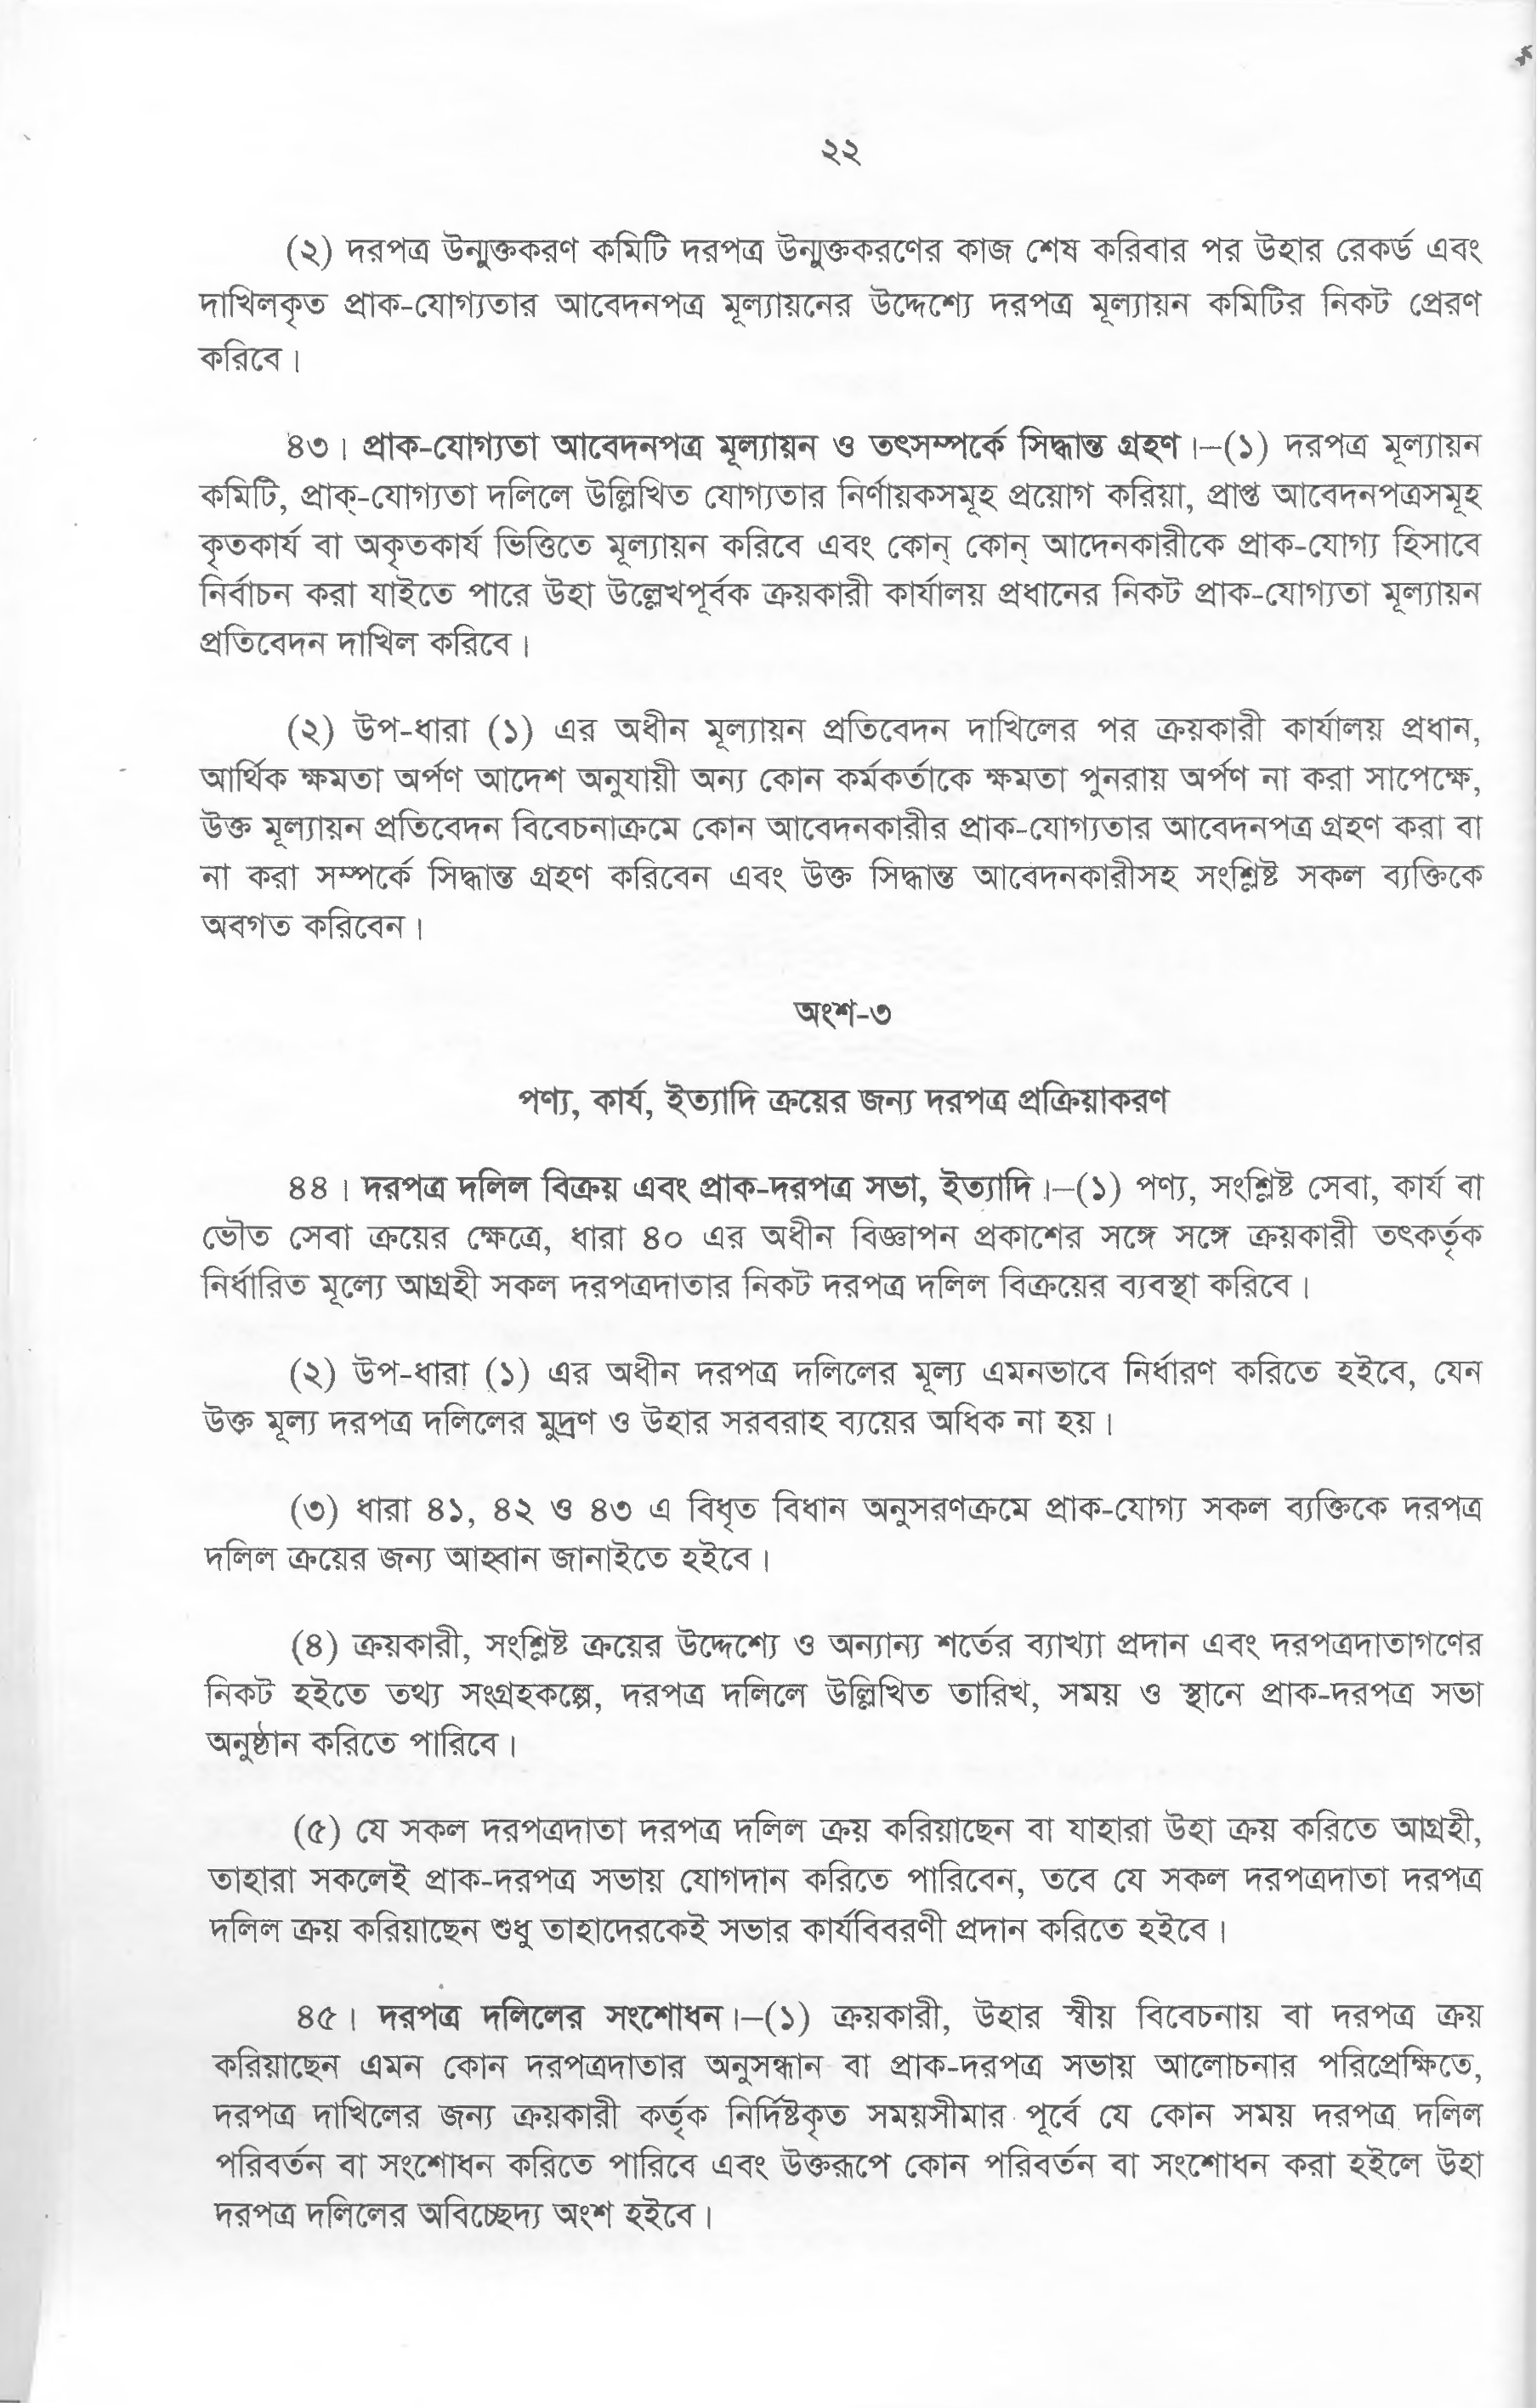 ২২
(২) দরপত্র উন্মুক্তকরণ কমিটি দরপত্র উন্মুক্তকরণের কাজ শেষ করিবার পর উহার রেকর্ড এবং
দাখিলকৃত প্রাক-যোগ্যতার আবেদনপত্র মূল্যায়নের উদ্দেশ্যে দরপত্র মূল্যায়ন কমিটির নিকট প্রেরণ
করিবে।
৪৩। প্রাক-যোগ্যতা আবেদনপত্র মূল্যায়ন ও তৎসম্পর্কে সিদ্ধান্ত গ্রহণ।–(১) দরপত্র মূল্যায়ন
কমিটি, প্রাক্-যোগ্যতা দলিলে উল্লিখিত যোগ্যতার নির্ণায়কসমূহ প্রয়োগ করিয়া, প্রাপ্ত আবেদনপত্রসমূহ
কৃতকার্য বা অকৃতকার্য ভিত্তিতে মূল্যায়ন করিবে এবং কোন্ কোন্ আদেনকারীকে প্রাক-যোগ্য হিসাবে
নির্বাচন করা যাইতে পারে উহা উল্লেখপূর্বক ক্রয়কারী কার্যালয় প্রধানের নিকট প্রাক-যোগ্যতা মূল্যায়ন
প্রতিবেদন দাখিল করিবে।
(২) উপ-ধারা (১) এর অধীন মূল্যায়ন প্রতিবেদন দাখিলের পর ক্রয়কারী কার্যালয় প্রধান,
আর্থিক ক্ষমতা অর্পণ আদেশ অনুযায়ী অন্য কোন কর্মকর্তাকে ক্ষমতা পুনরায় অর্পণ না করা সাপেক্ষে,
উক্ত মূল্যায়ন প্রতিবেদন বিবেচনাক্রমে কোন আবেদনকারীর প্রাক-যোগ্যতার আবেদনপত্র গ্রহণ করা বা
না করা সম্পর্কে সিদ্ধান্ত গ্রহণ করিবেন এবং উক্ত সিদ্ধান্ত আবেদনকারীসহ সংশ্লিষ্ট সকল ব্যক্তিকে
অবগত করিবেন।
অংশ-৩
পণ্য, কার্য, ইত্যাদি ক্রয়ের জন্য দরপত্র প্রক্রিয়াকরণ
৪৪। দরপত্র দলিল বিক্রয় এবং প্রাক-দরপত্র সভা, ইত্যাদি।–(১) পণ্য, সংশ্লিষ্ট সেবা, কার্য বা
ভৌত সেবা ক্রয়ের ক্ষেত্রে, ধারা ৪০ এর অধীন বিজ্ঞাপন প্রকাশের সঙ্গে সঙ্গে ক্রয়কারী তৎকর্তৃক
নির্ধারিত মূল্যে আগ্রহী সকল দরপত্রদাতার নিকট দরপত্র দলিল বিক্রয়ের ব্যবস্থা করিবে।
(২) উপ-ধারা (১) এর অধীন দরপত্র দলিলের মূল্য এমনভাবে নির্ধারণ করিতে হইবে, যেন
উক্ত মূল্য দরপত্র দলিলের মুদ্রণ ও উহার সরবরাহ ব্যয়ের অধিক না হয়।
(৩) ধারা ৪১, ৪২ ও ৪৩ এ বিধৃত বিধান অনুসরণক্রমে প্রাক-যোগ্য সকল ব্যক্তিকে দরপত্র
দলিল ক্রয়ের জন্য আহ্বান জানাইতে হইবে।
(৪) ক্রয়কারী, সংশ্লিষ্ট ক্রয়ের উদ্দেশ্যে ও অন্যান্য শর্তের ব্যাখ্যা প্রদান এবং দরপত্রদাতাগণের
নিকট হইতে তথ্য সংগ্রহকল্পে, দরপত্র দলিলে উল্লিখিত তারিখ, সময় ও স্থানে প্রাক-দরপত্র সভা
অনুষ্ঠান করিতে পারিবে।
(৫) যে সকল দরপত্রদাতা দরপত্র দলিল ক্রয় করিয়াছেন বা যাহারা উহা ক্রয় করিতে আগ্রহী,
তাহারা সকলেই প্রাক-দরপত্র সভায় যোগদান করিতে পারিবেন, তবে যে সকল দরপত্রদাতা দরপত্র
দলিল ক্রয় করিয়াছেন শুধু তাহাদেরকেই সভার কার্যবিবরণী প্রদান করিতে হইবে।
৪৫। দরপত্র দলিলের সংশোধন।–(১) ক্রয়কারী, উহার স্বীয় বিবেচনায় বা দরপত্র ক্রয়
করিয়াছেন এমন কোন দরপত্রদাতার অনুসন্ধান বা প্রাক-দরপত্র সভায় আলোচনার পরিপ্রেক্ষিতে,
দরপত্র দাখিলের জন্য ক্রয়কারী কর্তৃক নির্দিষ্টকৃত সময়সীমার পূর্বে যে কোন সময় দরপত্র দলিল
পরিবর্তন বা সংশোধন করিতে পারিবে এবং উক্তরূপে কোন পরিবর্তন বা সংশোধন করা হইলে উহা
দরপত্র দলিলের অবিচ্ছেদ্য অংশ হইবে।